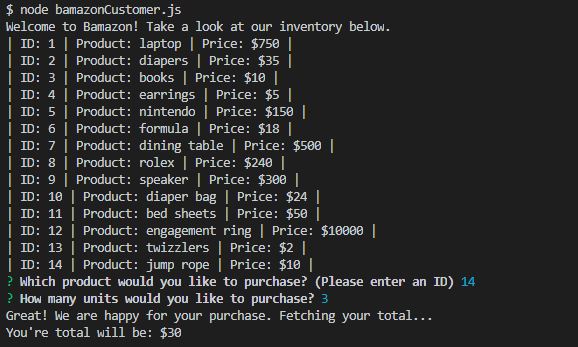 $ node bamazonCustomer.js
Welcome to Bamazon! Take a look at our inventory below.
| ID: 1 | Product: laptop | Price: $750 |
| ID: 2 | Product: diapers | Price: $35 |
| ID: 3 | Product: books | Price: $10 |
| ID: 4 | Product: earrings | Price: $5 |
| ID: 5 | Product: nintendo | Price: $150 |
| ID: 6 | Product: formula | Price: $18 |
| ID: 7 | Product: dining table | Price: $500 |
| ID: 8 | Product: rolex | Price: $240 |
| ID: 9 | Product: speaker | Price: $300 |
| ID: 10 | Product: diaper bag | Price: $24 |
| ID: 11 | Product: bed sheets | Price: $50 |
| ID: 12 | Product: engagement ring | Price: $10000 |
| ID: 13 | Product: twizzlers | Price: $2 |
| ID: 14 | Product: jump rope | Price: $10 |
? Which product would you like to purchase? (Please enter an ID) 14
? How many units would you like to purchase? 3
Great! We are happy for your purchase. Fetching your total...
You're total will be: $30